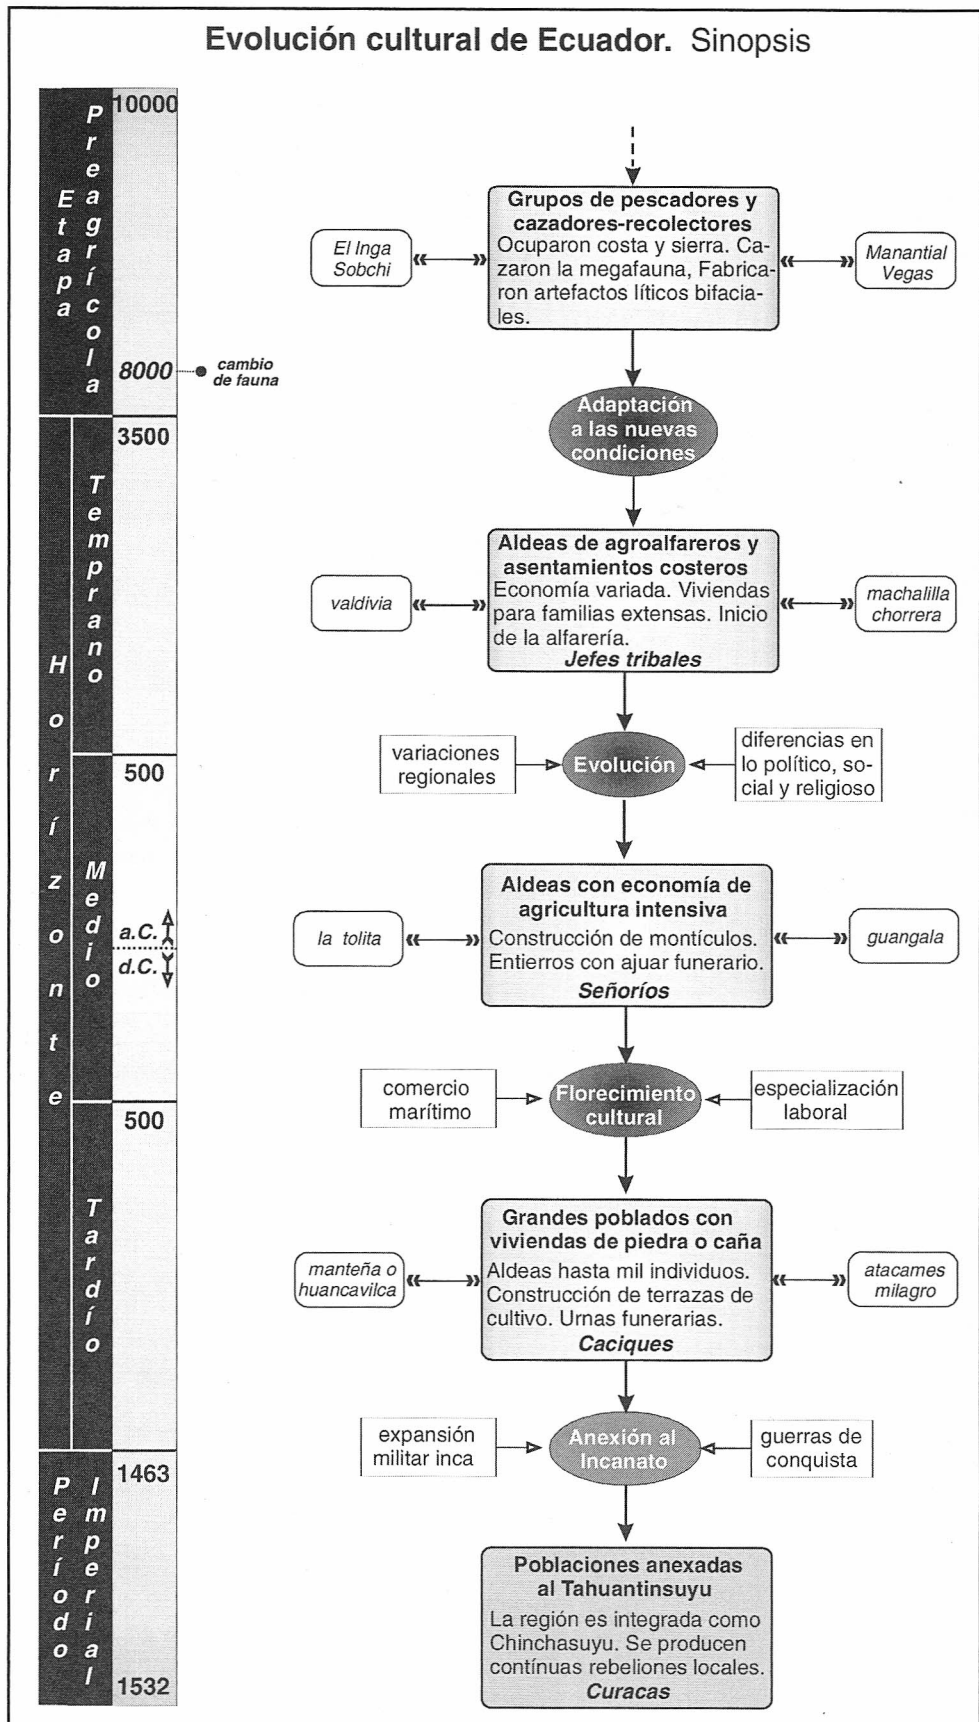 Evolución cultural de Ecuador. Sinopsis
Etapa
Preagrícola
10000
8000
cambio
de fauna
Grupos de pescadores y
cazadores-recolectores
Ocuparon costa y sierra. Ca-
zaron la megafauna, Fabrica-
ron artefactos líticos bifacia-
les.
El Inga
Sobchi
Manantial
Vegas
Adaptación
a las nuevas
condiciones
Horízonte
Temprano
3500
Aldeas de agroalfareros y
asentamientos costeros
Economía variada. Viviendas
para familias extensas. Inicio
de la alfarería.
Jefes tribales
valdivia
machalilla
chorrera
variaciones
regionales
Evolución
diferencias en
lo político, so-
cial y religioso
Medio
500
a.C.
d.C.
Aldeas con economía de
agricultura intensiva
Construcción de montículos.
Entierros con ajuar funerario.
Señoríos
la tolita
guangala
comercio
marítimo
Florecimiento
cultural
especialización
laboral
Tardío
500
Grandes poblados con
viviendas de piedra o caña
Aldeas hasta mil individuos.
Construcción de terrazas de
cultivo. Urnas funerarias.
Caciques
manteña o
huancavilca
atacames
milagro
expansión
militar inca
Anexión al
Incanato
guerras de
conquista
Período
Imperial
1463
1532
Poblaciones anexadas
al Tahuantinsuyu
La región es integrada como
Chinchasuyu. Se producen
contínuas rebeliones locales.
Curacas